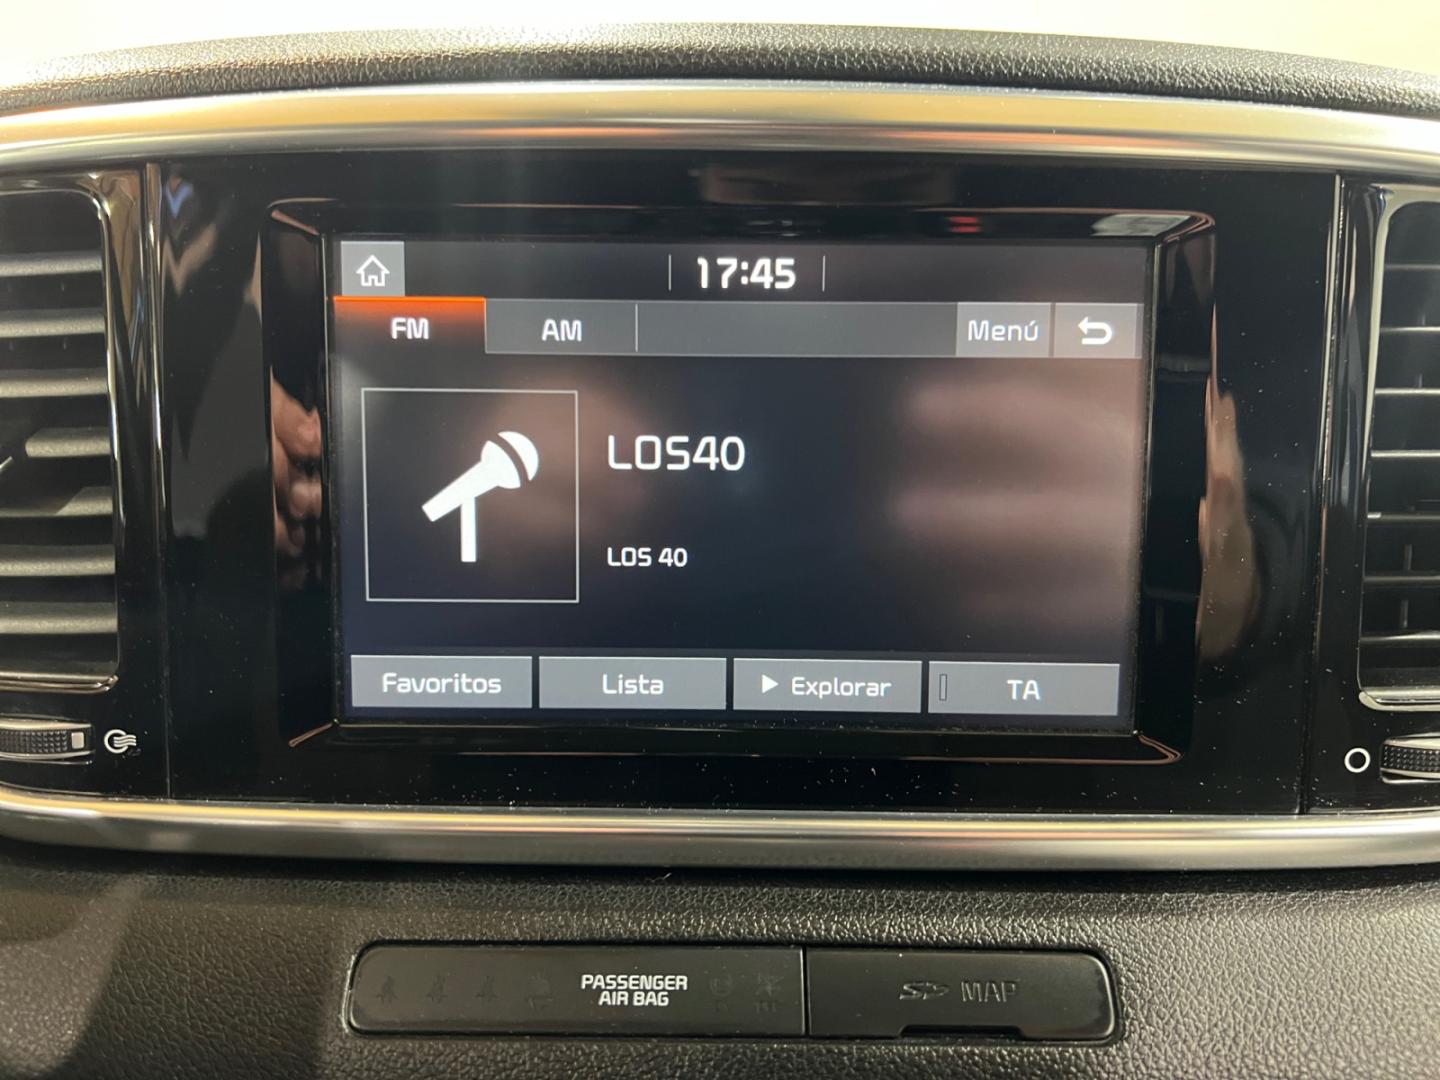 17:45
FM
AM
Menú
LOS40
LOS 40
Favoritos
Lista
Explorar
TA
PASSENGER
AIR BAG
MAP